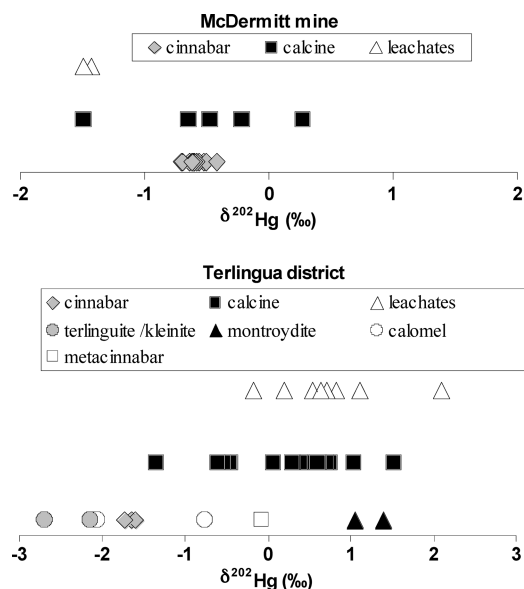 McDermitt mine
cinnabar calcine leachates
-2 -1 0 1 2
δ²⁰²Hg (‰)
Terlingua district
cinnabar calcine leachates
terlinguite /kleinite montroydite calomel
metacinnabar
-3 -2 -1 0 1 2 3
δ²⁰²Hg (‰)